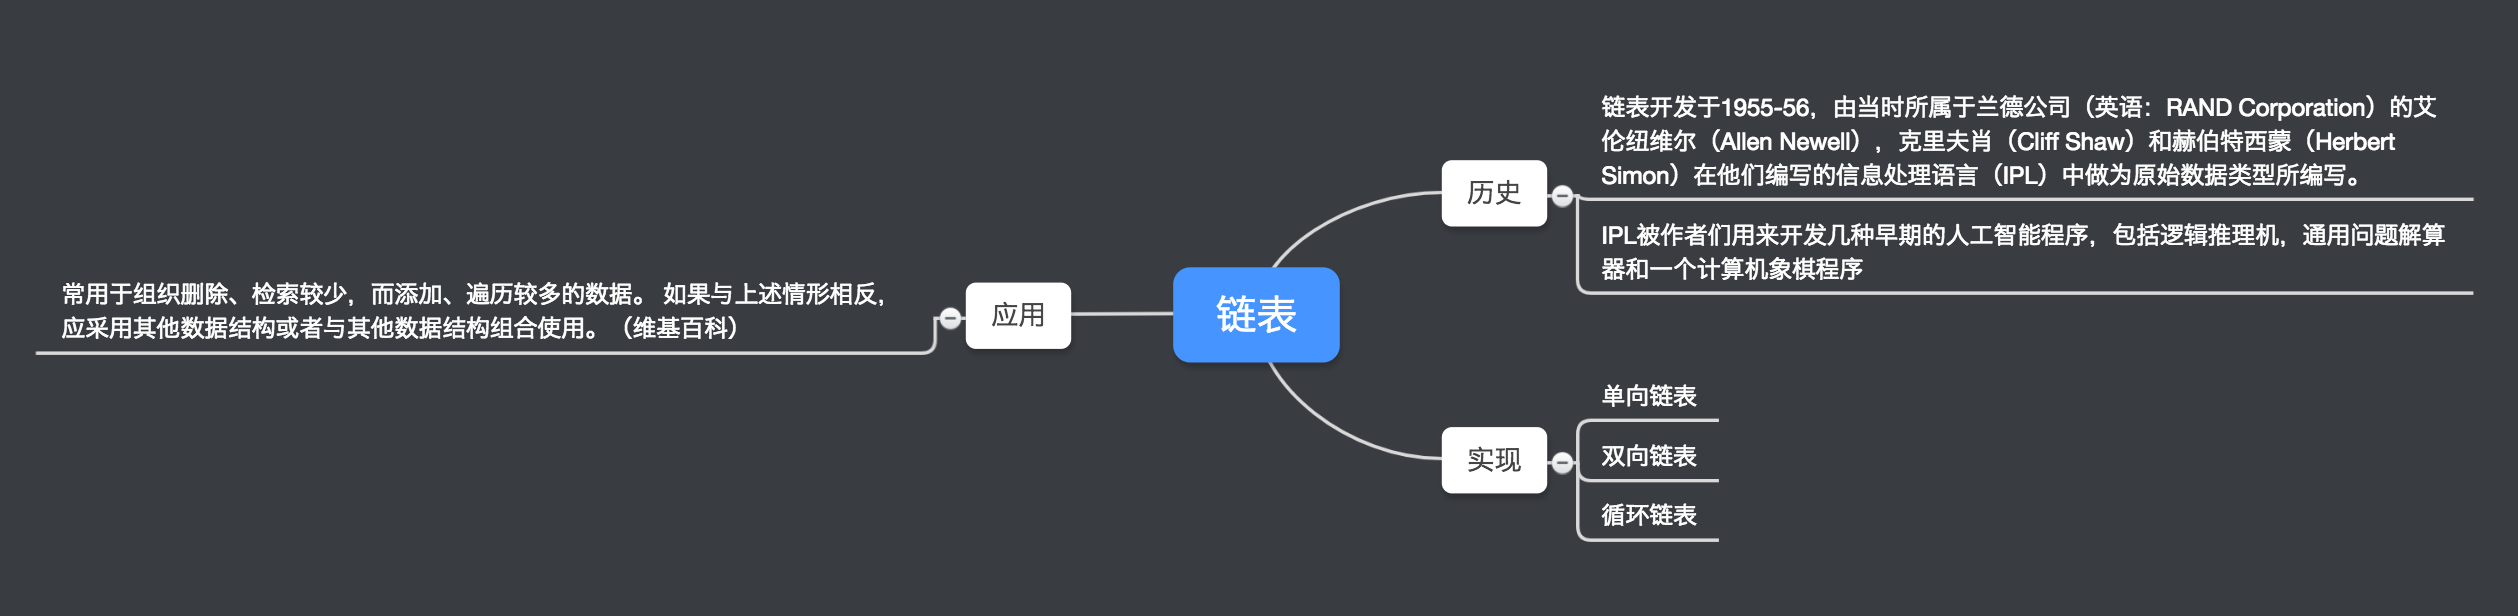 链表
历史
链表开发于1955-56，由当时所属于兰德公司（英语：RAND Corporation）的艾
伦纽维尔（Allen Newell），克里夫肖（Cliff Shaw）和赫伯特西蒙（Herbert
Simon）在他们编写的信息处理语言（IPL）中做为原始数据类型所编写。
IPL被作者们用来开发几种早期的人工智能程序，包括逻辑推理机，通用问题解算
器和一个计算机象棋程序
实现
单向链表
双向链表
循环链表
应用
常用于组织删除、检索较少，而添加、遍历较多的数据。 如果与上述情形相反，
应采用其他数据结构或者与其他数据结构组合使用。（维基百科）